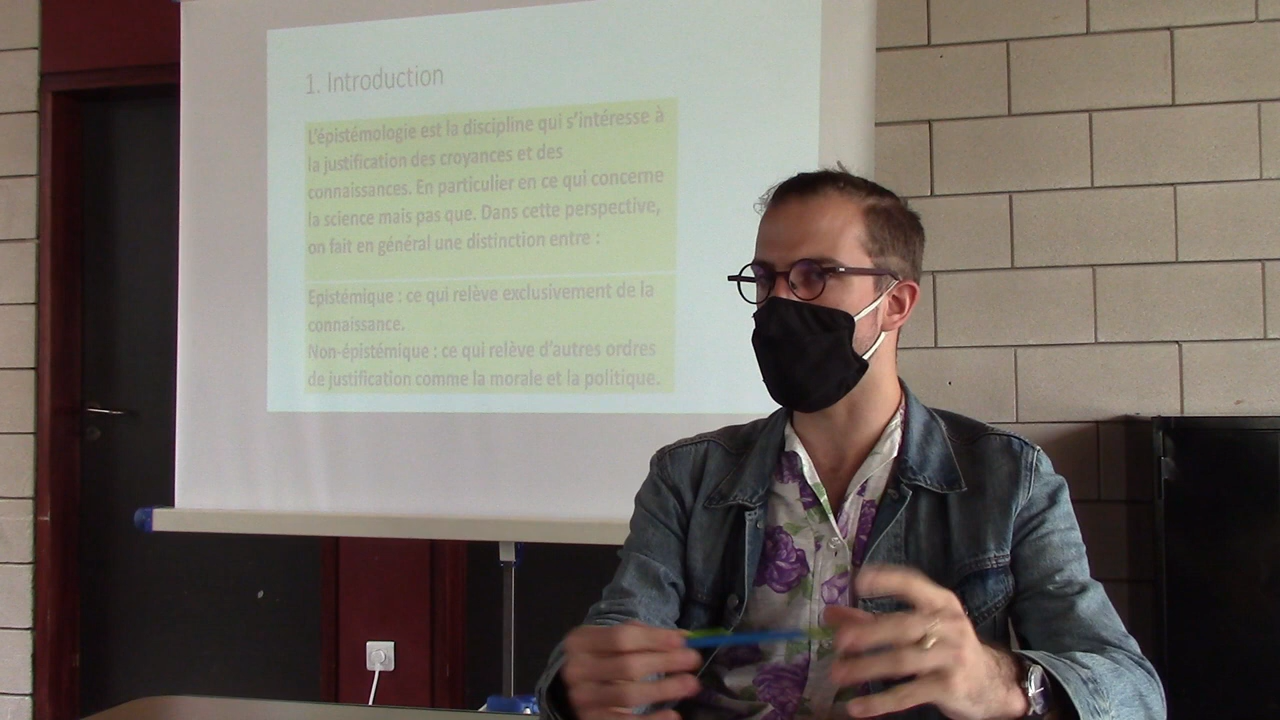 1. Introduction
L'épistémologie est la discipline qui s'intéresse à
la justification des croyances et des
connaissances. En particulier en ce qui concerne
la science mais pas que. Dans cette perspective,
on fait en général une distinction entre :
Epistémique : ce qui relève exclusivement de la
connaissance.
Non-épistémique : ce qui relève d'autres ordres
de justification comme la morale et la politique.